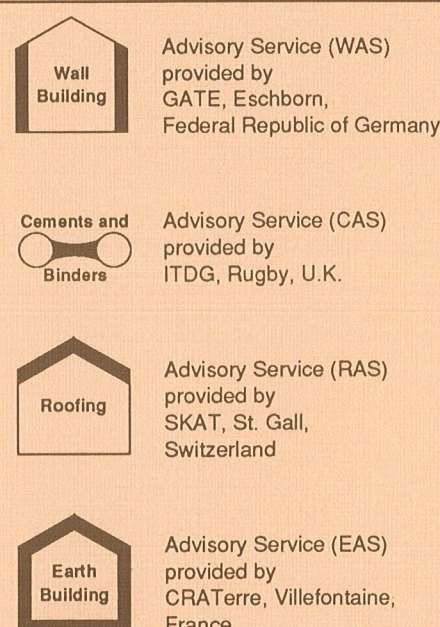 Wall
Building
Advisory Service (WAS)
provided by
GATE, Eschborn,
Federal Republic of Germany
Cements and
Binders
Advisory Service (CAS)
provided by
ITDG, Rugby, U.K.
Roofing
Advisory Service (RAS)
provided by
SKAT, St. Gall,
Switzerland
Earth
Building
Advisory Service (EAS)
provided by
CRATerre, Villefontaine,
France